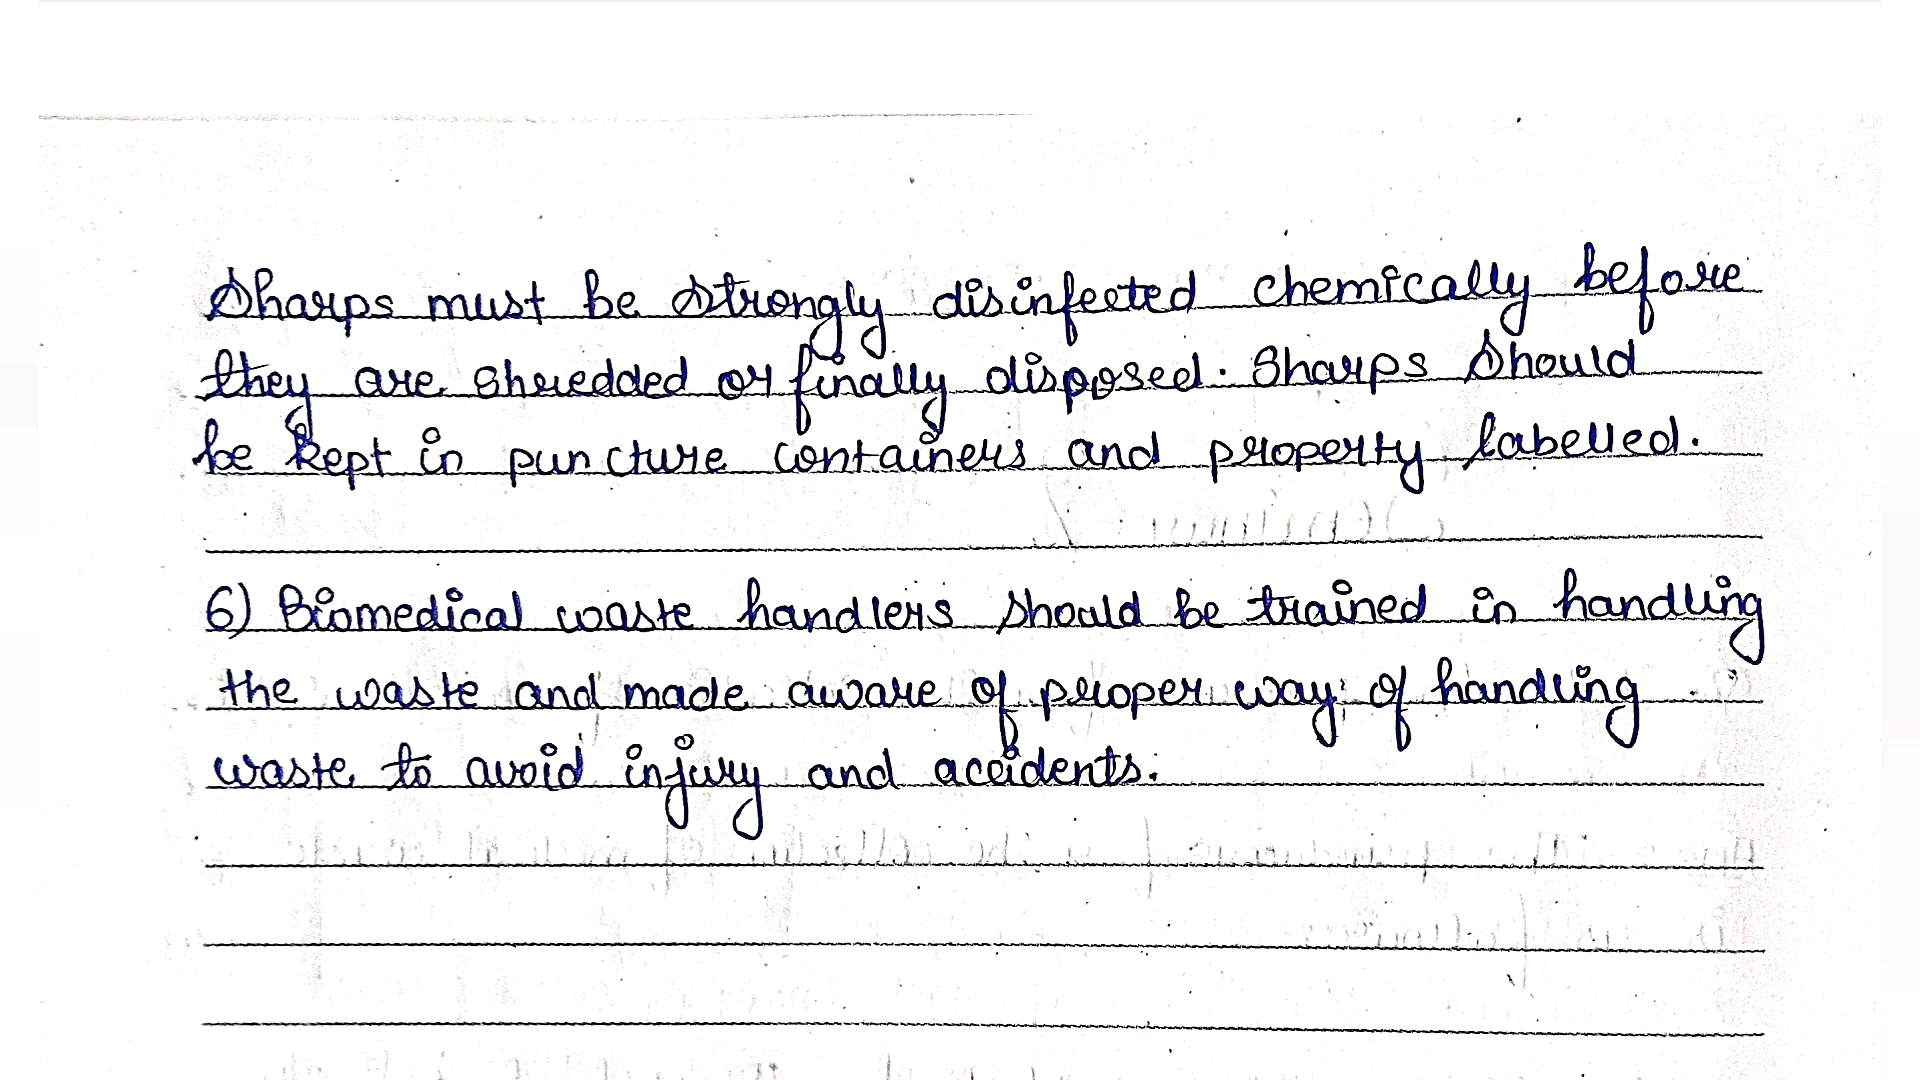 Sharps must be strongly disinfected chemically before
they are shredded or finally disposed. Sharps should
be kept in puncture containers and property labelled.
6) Biomedical waste handlers should be trained in handling
the waste and made aware of proper way of handling
waste to avoid injury and accidents.